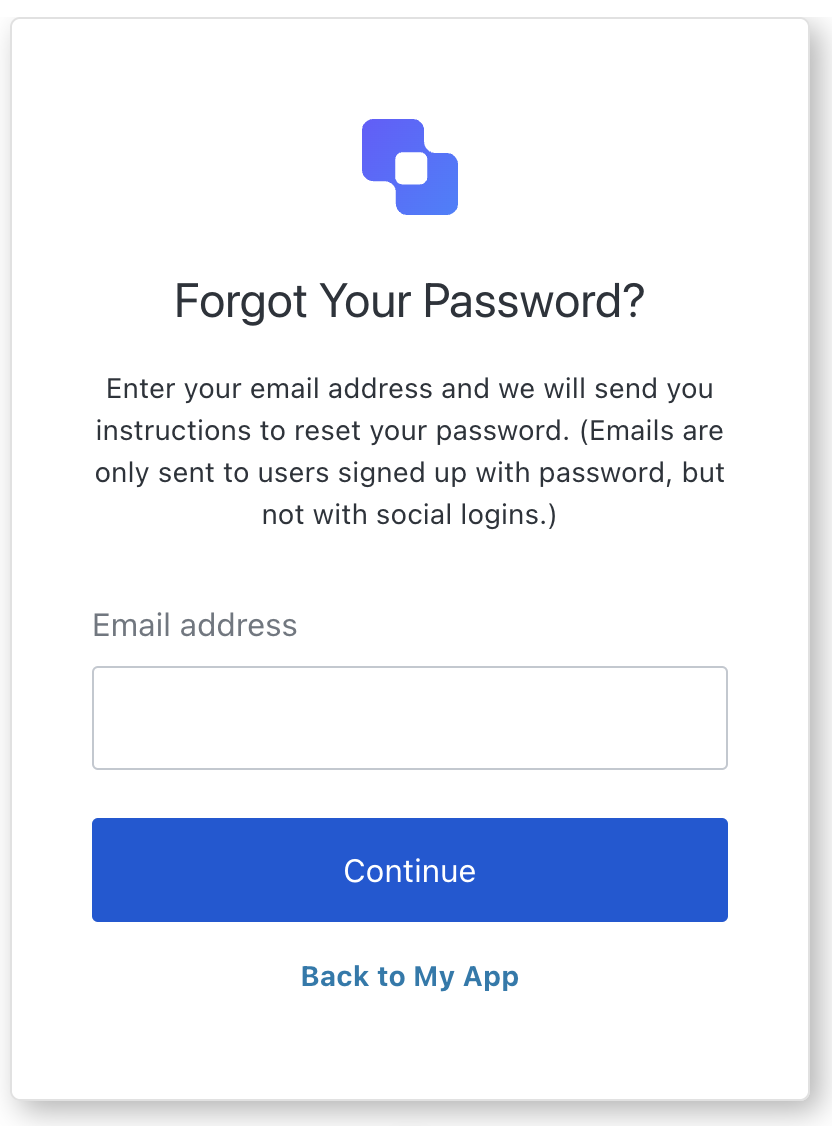 Forgot Your Password?
Enter your email address and we will send you
instructions to reset your password. (Emails are
only sent to users signed up with password, but
not with social logins.)
Email address
Continue
Back to My App